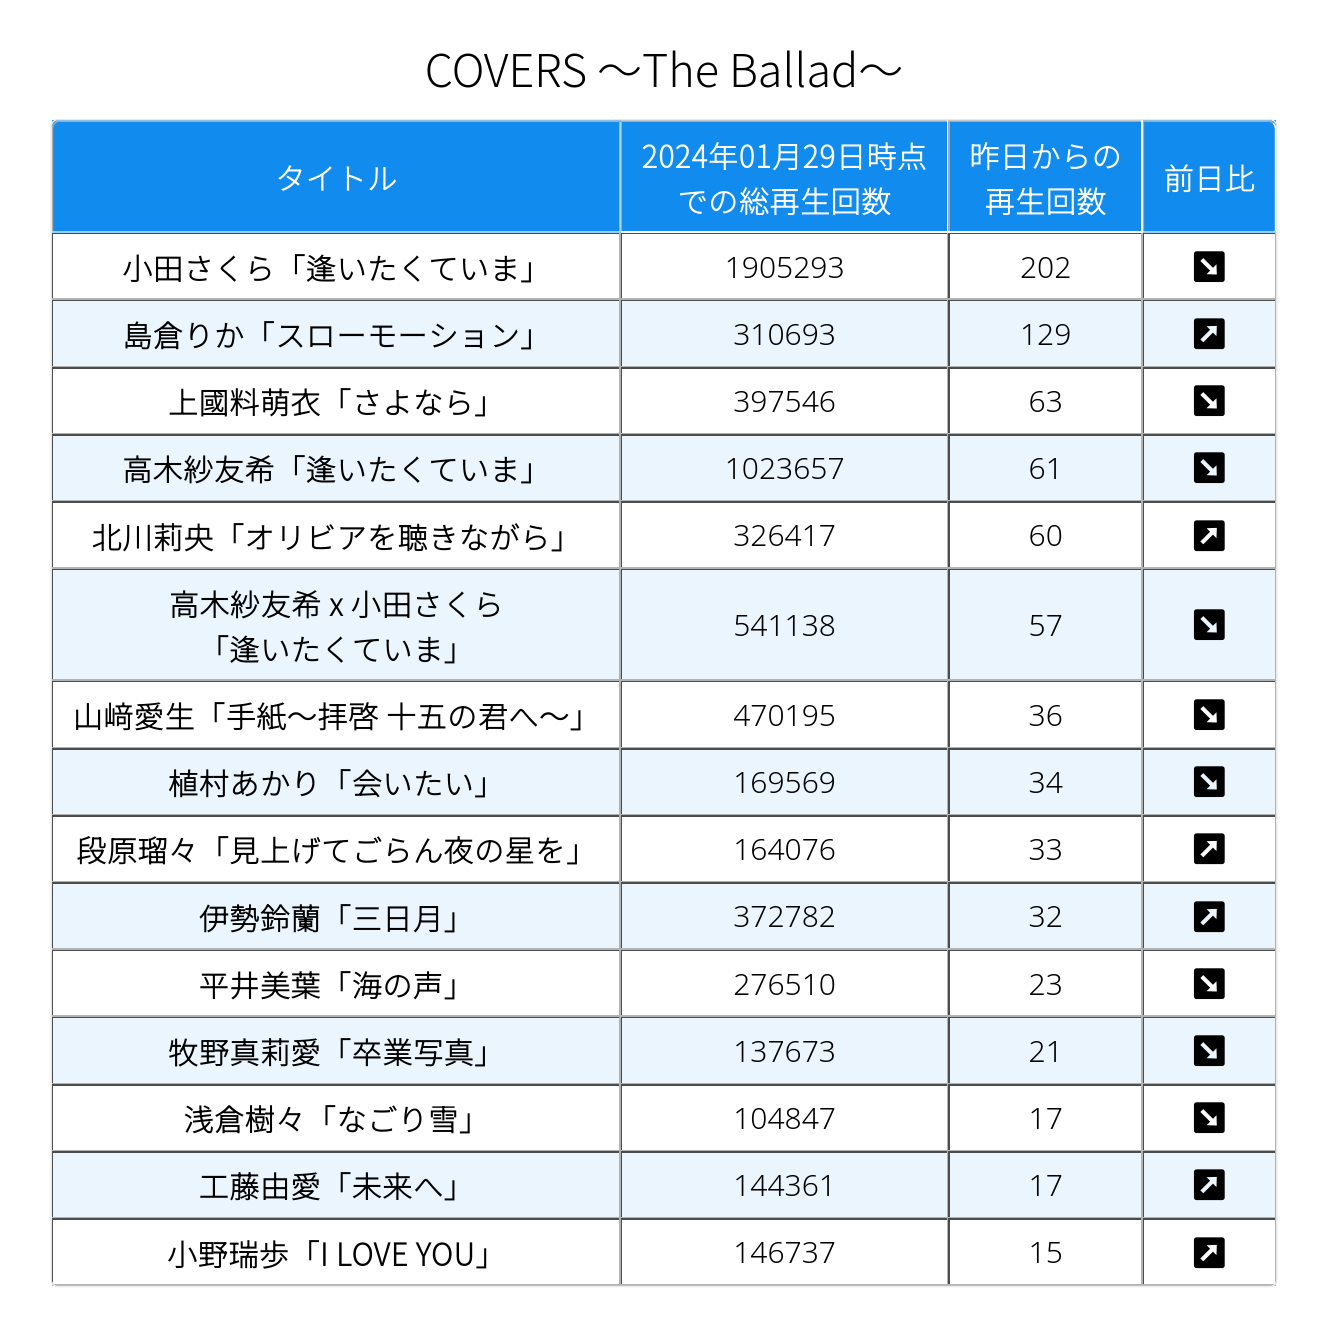 COVERS ～The Ballad～
タイトル 2024年01月29日時点での総再生回数 昨日からの再生回数 前日比
小田さくら「逢いたくていま」 1905293 202 ↘
島倉りか「スローモーション」 310693 129 ↗
上國料萌衣「さよなら」 397546 63 ↘
高木紗友希「逢いたくていま」 1023657 61 ↘
北川莉央「オリビアを聴きながら」 326417 60 ↗
高木紗友希 x 小田さくら
「逢いたくていま」 541138 57 ↘
山﨑愛生「手紙～拝啓 十五の君へ～」 470195 36 ↘
植村あかり「会いたい」 169569 34 ↘
段原瑠々「見上げてごらん夜の星を」 164076 33 ↗
伊勢鈴蘭「三日月」 372782 32 ↗
平井美葉「海の声」 276510 23 ↘
牧野真莉愛「卒業写真」 137673 21 ↘
浅倉樹々「なごり雪」 104847 17 ↘
工藤由愛「未来へ」 144361 17 ↗
小野瑞歩「I LOVE YOU」 146737 15 ↗